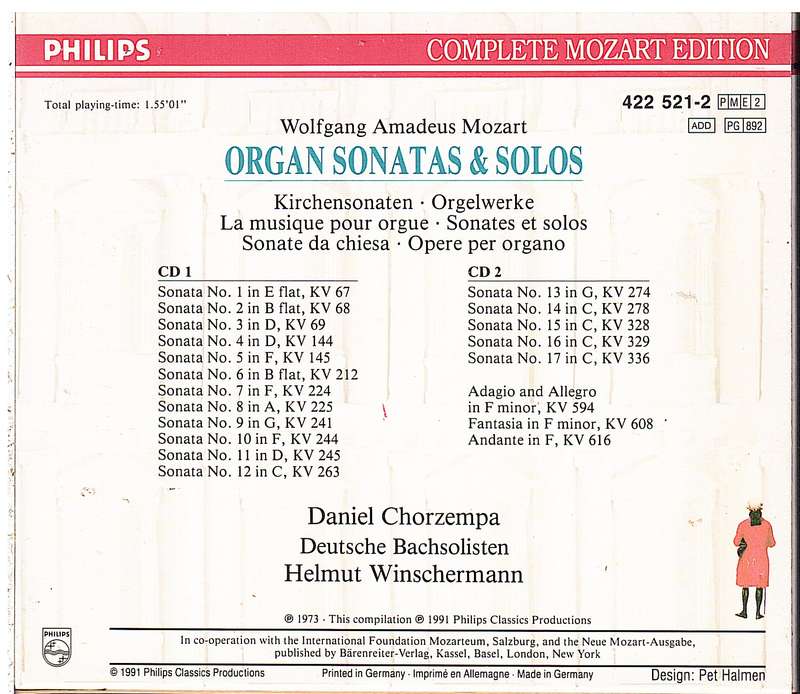 PHILIPS
COMPLETE MOZART EDITION
Total playing-time: 1.55'01"
422 521-2 PME2
ADD PG 892
Wolfgang Amadeus Mozart
ORGAN SONATAS & SOLOS
Kirchensonaten · Orgelwerke
La musique pour orgue · Sonates et solos
Sonate da chiesa · Opere per organo
CD 1
Sonata No. 1 in E flat, KV 67
Sonata No. 2 in B flat, KV 68
Sonata No. 3 in D, KV 69
Sonata No. 4 in D, KV 144
Sonata No. 5 in F, KV 145
Sonata No. 6 in B flat, KV 212
Sonata No. 7 in F, KV 224
Sonata No. 8 in A, KV 225
Sonata No. 9 in G, KV 241
Sonata No. 10 in F, KV 244
Sonata No. 11 in D, KV 245
Sonata No. 12 in C, KV 263
CD 2
Sonata No. 13 in G, KV 274
Sonata No. 14 in C, KV 278
Sonata No. 15 in C, KV 328
Sonata No. 16 in C, KV 329
Sonata No. 17 in C, KV 336
Adagio and Allegro
in F minor, KV 594
Fantasia in F minor, KV 608
Andante in F, KV 616
Daniel Chorzempa
Deutsche Bachsolisten
Helmut Winschermann
℗ 1973 · This compilation ℗ 1991 Philips Classics Productions
PHILIPS
In co-operation with the International Foundation Mozarteum, Salzburg, and the Neue Mozart-Ausgabe,
published by Bärenreiter-Verlag, Kassel, Basel, London, New York
© 1991 Philips Classics Productions
Printed in Germany · Imprimé en Allemagne · Made in Germany
Design: Pet Halmen